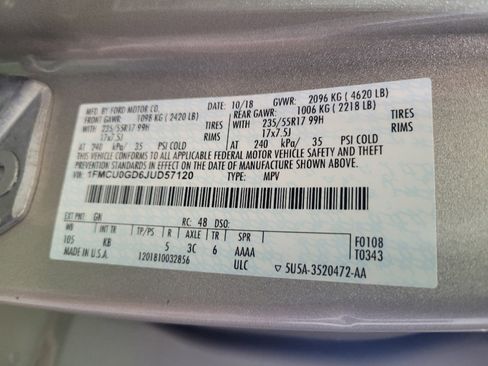 MFD. BY FORD MOTOR CO. DATE: 10/18 GVWR: 2096 KG ( 4620 LB)
FRONT GAWR: 1098 KG ( 2420 LB) REAR GAWR: 1006 KG ( 2218 LB)
WITH 235/55R17 99H TIRES WITH 235/55R17 99H TIRES
17x7.5J 17x7.5J
AT 240 kPa/ 35 PSI COLD AT 240 kPa/ 35 PSI COLD
THIS VEHICLE CONFORMS TO ALL APPLICABLE FEDERAL MOTOR VEHICLE SAFETY AND THEFT
PREVENTION STANDARDS IN EFFECT ON THE DATE OF MANUFACTURE SHOWN ABOVE.
VIN: 1FMCU0GD6JUD57120 TYPE: MPV
EXT PNT: GN RC: 48 DSO:
WB INT TR TP/PS R AXLE TR SPR
105 KB 5 3C 6 AAAA F0108
MADE IN U.S.A. 1201810032856 ULC T0343
5U5A-3520472-AA